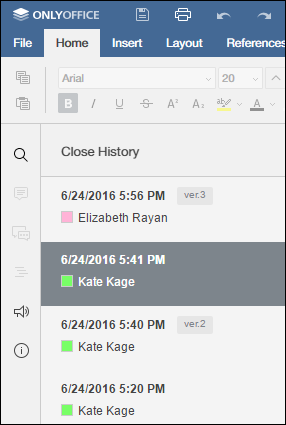 ONLYOFFICE
File Home Insert Layout References
Arial 20
B I U S A² A₂ A
Close History
6/24/2016 5:56 PM ver.3
Elizabeth Rayan
6/24/2016 5:41 PM
Kate Kage
6/24/2016 5:40 PM ver.2
Kate Kage
6/24/2016 5:20 PM
Kate Kage